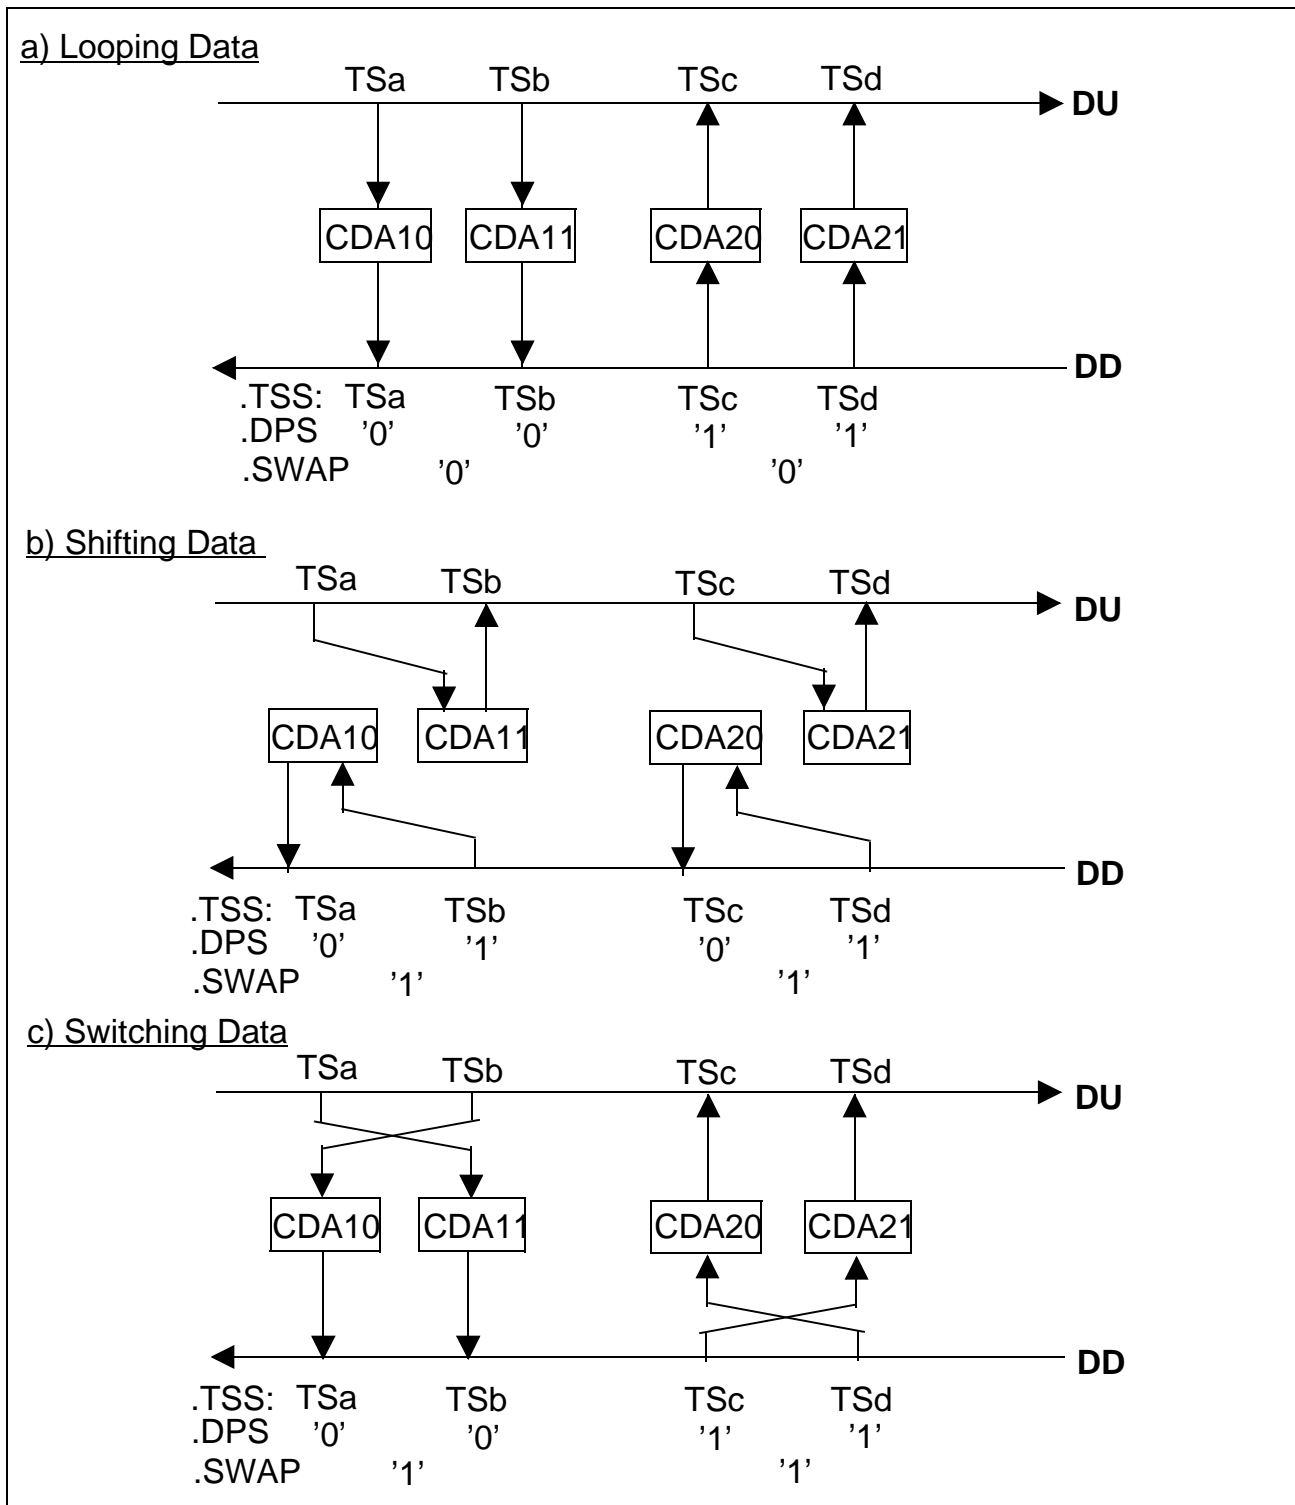 a) Looping Data
TSa TSb TSc TSd
DU
CDA10 CDA11 CDA20 CDA21
DD
.TSS: TSa TSb TSc TSd
.DPS '0' '0' '1' '1'
.SWAP '0' '0'
b) Shifting Data
TSa TSb TSc TSd
DU
CDA10 CDA11 CDA20 CDA21
DD
.TSS: TSa TSb TSc TSd
.DPS '0' '1' '0' '1'
.SWAP '1' '1'
c) Switching Data
TSa TSb TSc TSd
DU
CDA10 CDA11 CDA20 CDA21
DD
.TSS: TSa TSb TSc TSd
.DPS '0' '0' '1' '1'
.SWAP '1' '1'